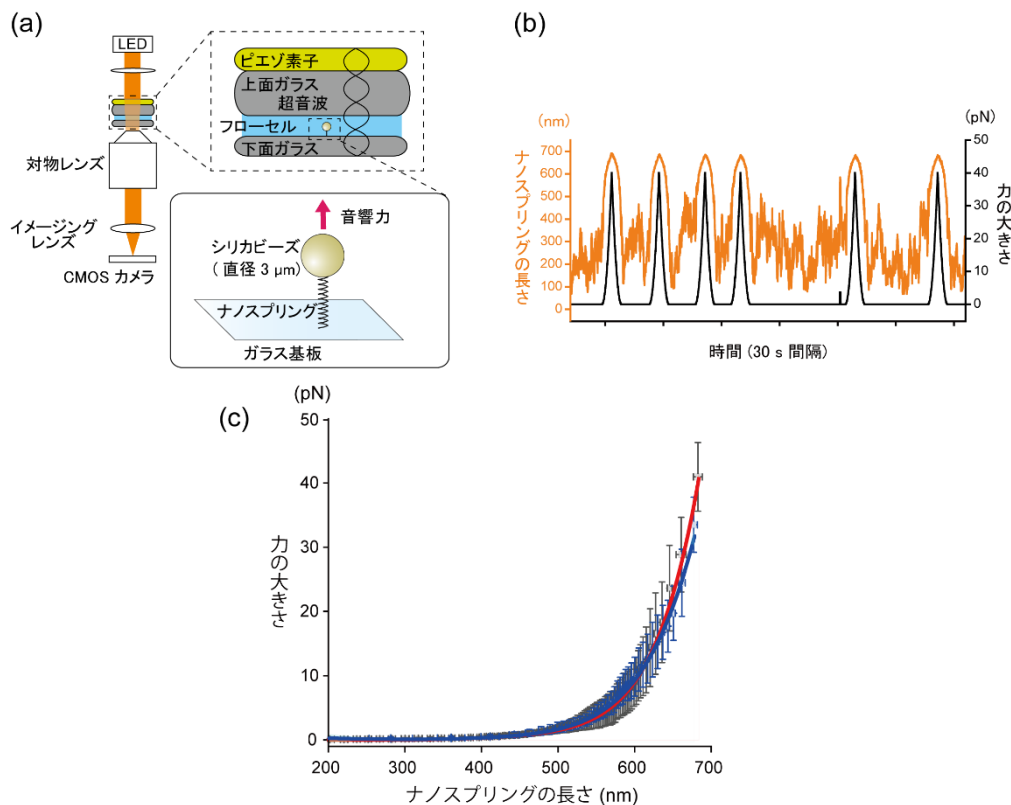 (a)
LED
対物レンズ
イメージング
レンズ
CMOS カメラ
ピエゾ素子
上面ガラス
超音波
フローセル
下面ガラス
音響力
シリカビーズ
(直径 3 μm)
ナノスプリング
ガラス基板
(b)
(nm)
ナノスプリングの長さ
700
600
500
400
300
200
100
0
(pN)
50
40
30
20
10
0
力の大きさ
時間 (30 s 間隔)
(c)
(pN)
50
40
30
20
10
0
力の大きさ
200
300
400
500
600
700
ナノスプリングの長さ (nm)